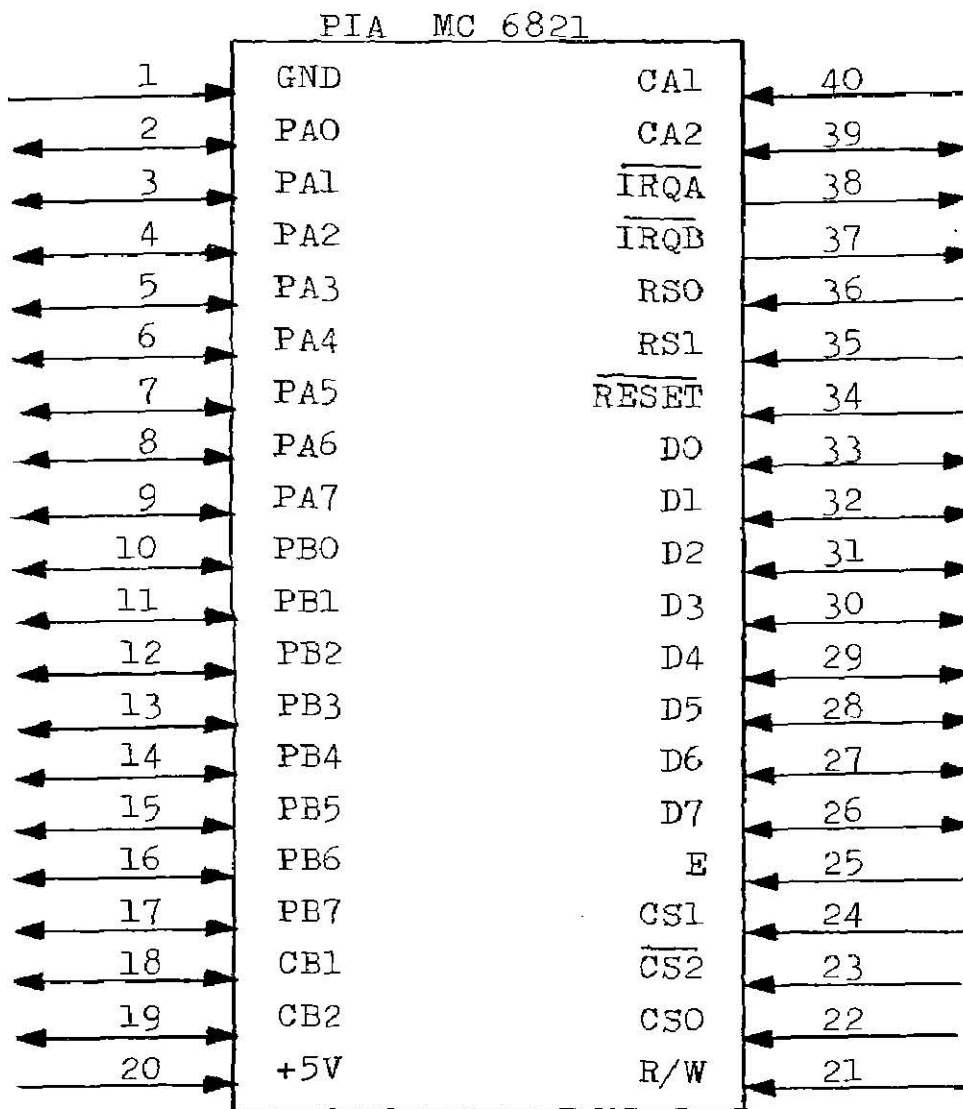 PIA MC 6821
1 GND CA1 40
2 PA0 CA2 39
3 PA1 IRQA 38
4 PA2 IRQB 37
5 PA3 RS0 36
6 PA4 RS1 35
7 PA5 RESET 34
8 PA6 D0 33
9 PA7 D1 32
10 PB0 D2 31
11 PB1 D3 30
12 PB2 D4 29
13 PB3 D5 28
14 PB4 D6 27
15 PB5 D7 26
16 PB6 E 25
17 PB7 CS1 24
18 CB1 CS2 23
19 CB2 CS0 22
20 +5V R/W 21